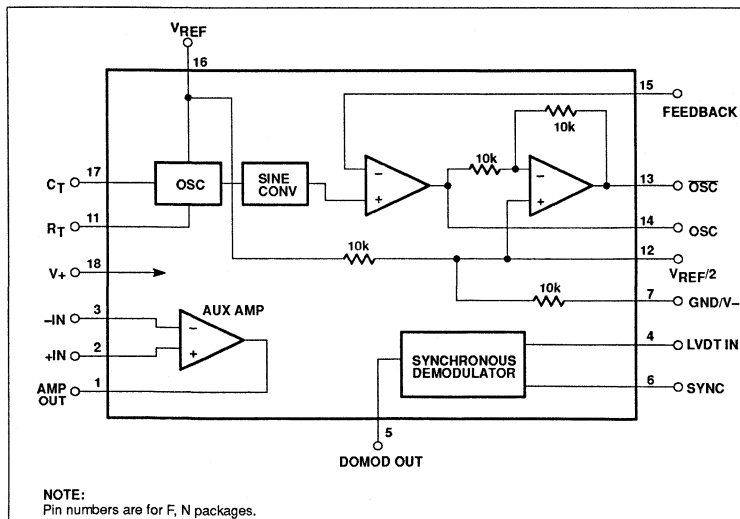 VREF
16
15
FEEDBACK
10k
10k
CT
17
OSC
SINE
CONV
−
+
−
+
13
OSC
14
OSC
RT
11
12
VREF/2
V+
18
10k
10k
7
GND/V–
–IN
3
AUX AMP
−
+
4
LVDT IN
+IN
2
SYNCHRONOUS
DEMODULATOR
AMP
OUT
1
6
SYNC
5
DOMOD OUT
NOTE:
Pin numbers are for F, N packages.